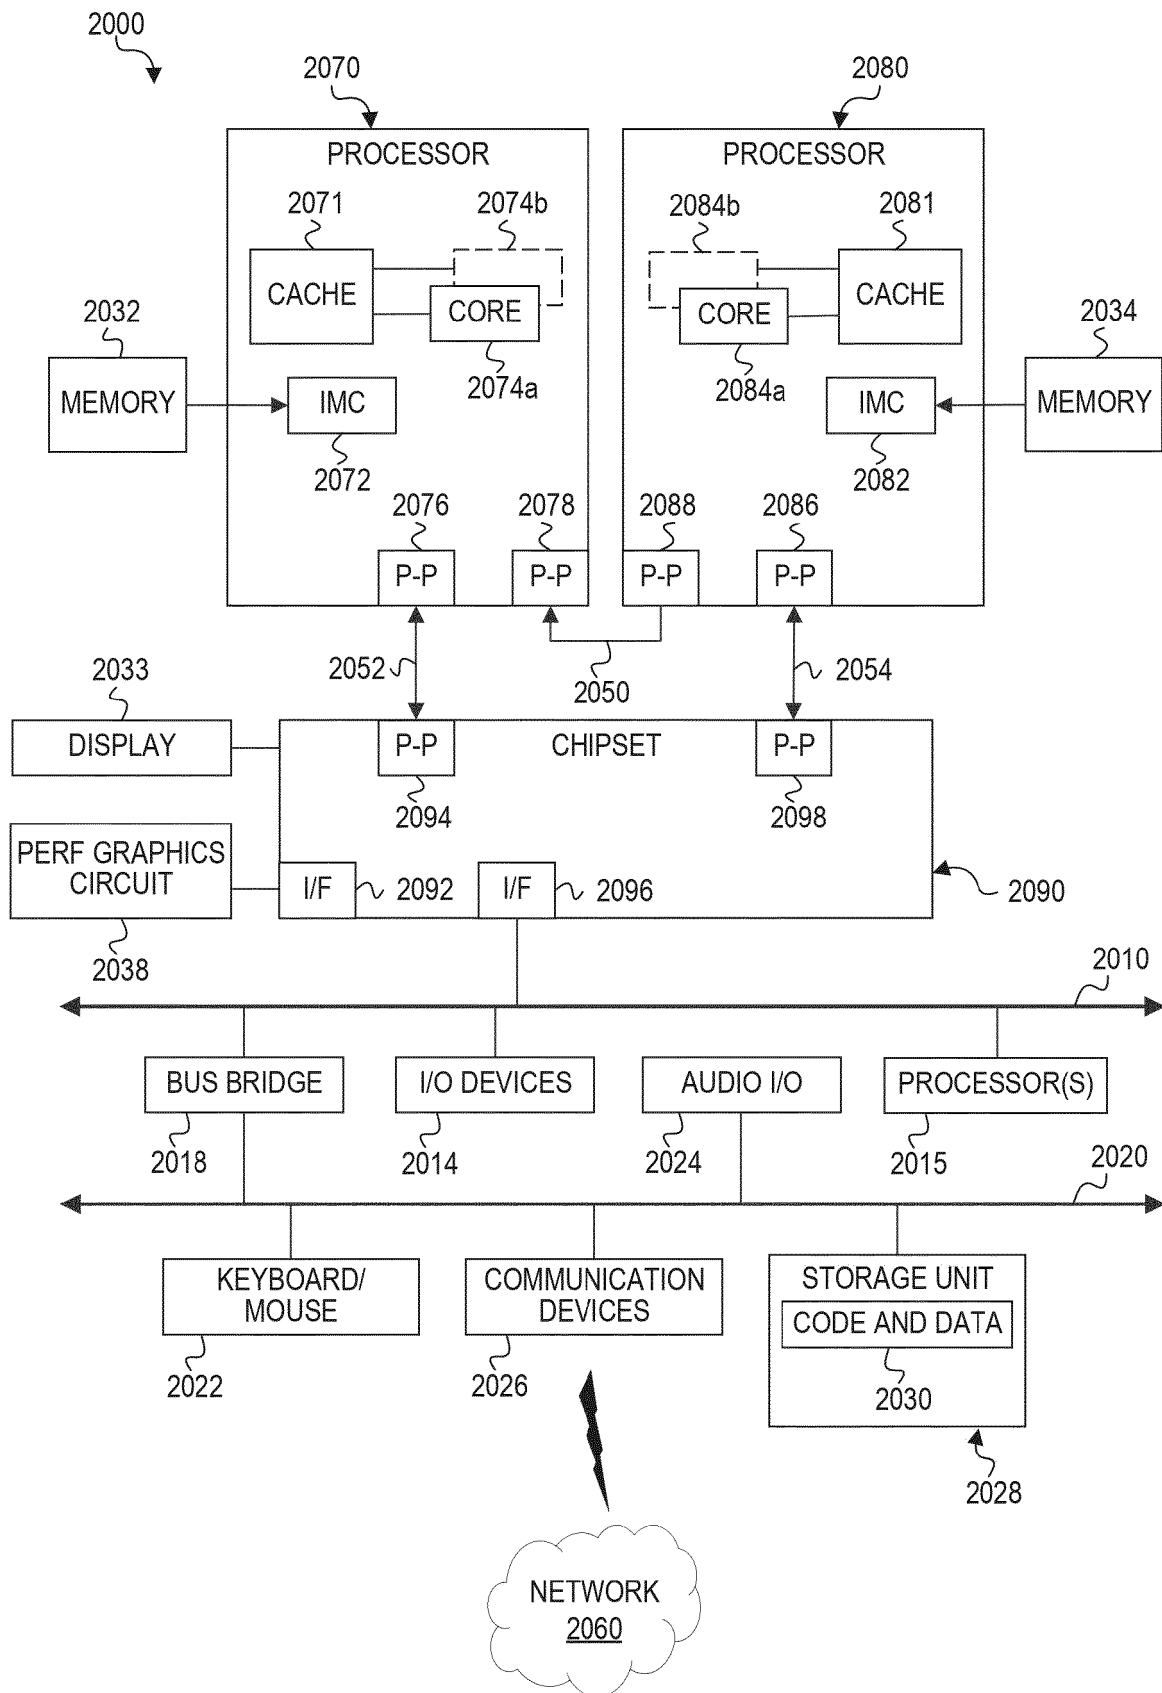 2000
2070
2080
PROCESSOR
PROCESSOR
2071
2074b
2084b
2081
CACHE
CORE
CORE
CACHE
2032
2034
2074a
2084a
MEMORY
IMC
IMC
MEMORY
2072
2082
2076
2078
2088
2086
P-P
P-P
P-P
P-P
2052
2050
2054
2033
DISPLAY
P-P
CHIPSET
P-P
2094
2098
PERF GRAPHICS
CIRCUIT
I/F
2092
I/F
2096
2090
2038
2010
BUS BRIDGE
I/O DEVICES
AUDIO I/O
PROCESSOR(S)
2018
2014
2024
2015
2020
KEYBOARD/
MOUSE
COMMUNICATION
DEVICES
STORAGE UNIT
CODE AND DATA
2022
2026
2030
2028
NETWORK
2060